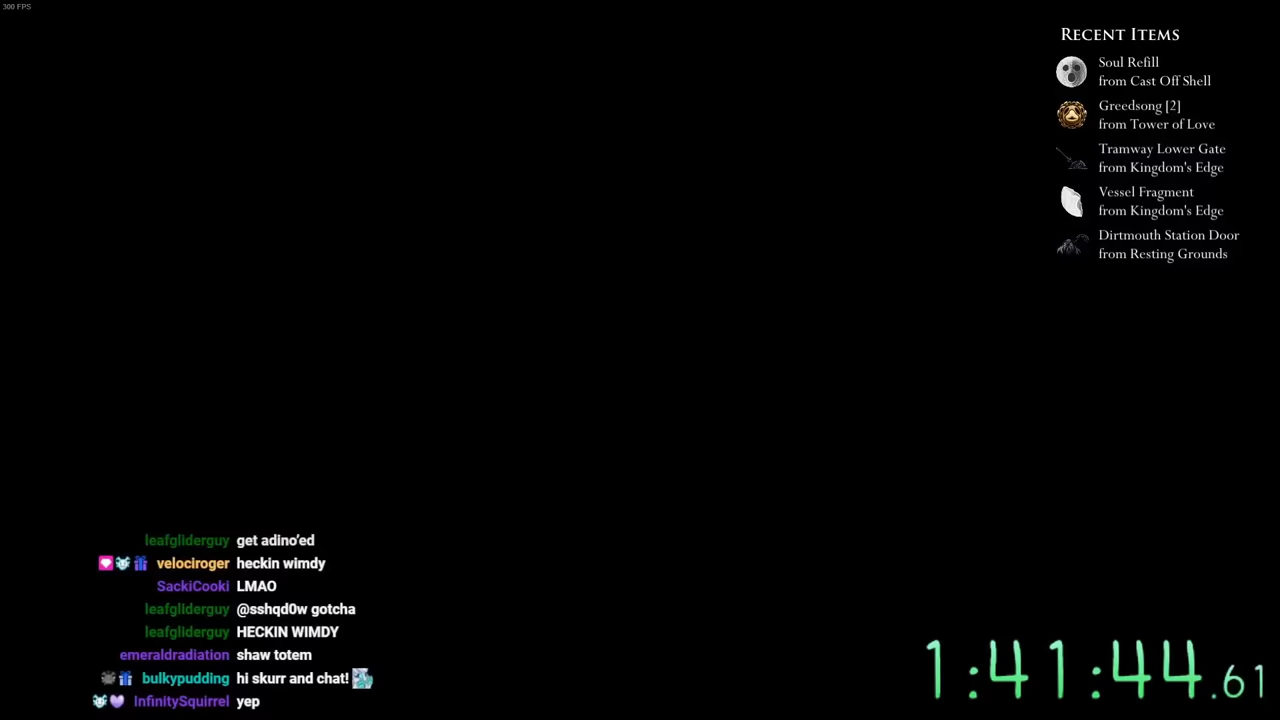 300 FPS
RECENT ITEMS
Soul Refill
from Cast Off Shell
Greedsong [2]
from Tower of Love
Tramway Lower Gate
from Kingdom's Edge
Vessel Fragment
from Kingdom's Edge
Dirtmouth Station Door
from Resting Grounds
leafgliderguy get adino'ed
velociroger heckin wimdy
SackiCooki LMAO
leafgliderguy @sshqd0w gotcha
leafgliderguy HECKIN WIMDY
emeraldradiation shaw totem
bulkypudding hi skurr and chat!
InfinitySquirrel yep
1:41:44.61